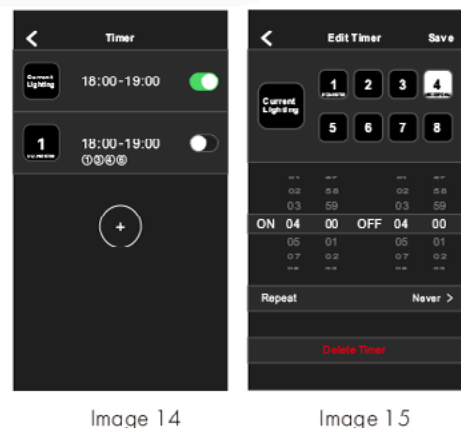 Timer
Current
Lighting
18:00-19:00
1
18:00-19:00
①③④
+
Image 14
Edit Timer
Save
Current
Lighting
1 2 3 4
5 6 7 8
02 58 02 58
03 59 03 59
ON 04 00 OFF 04 00
05 01 05 01
07 02 07 02
Repeat
Never >
Delete Timer
Image 15